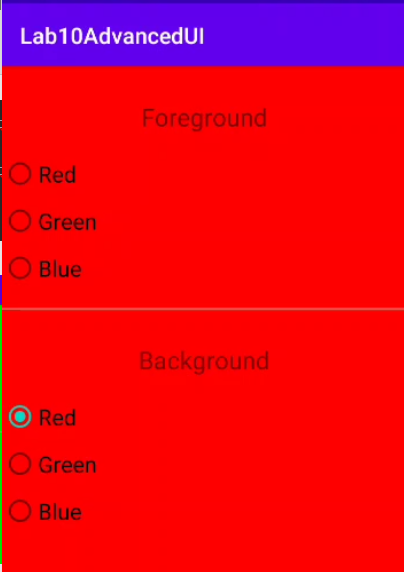 Lab10AdvancedUI
Foreground
Red
Green
Blue
Background
Red
Green
Blue